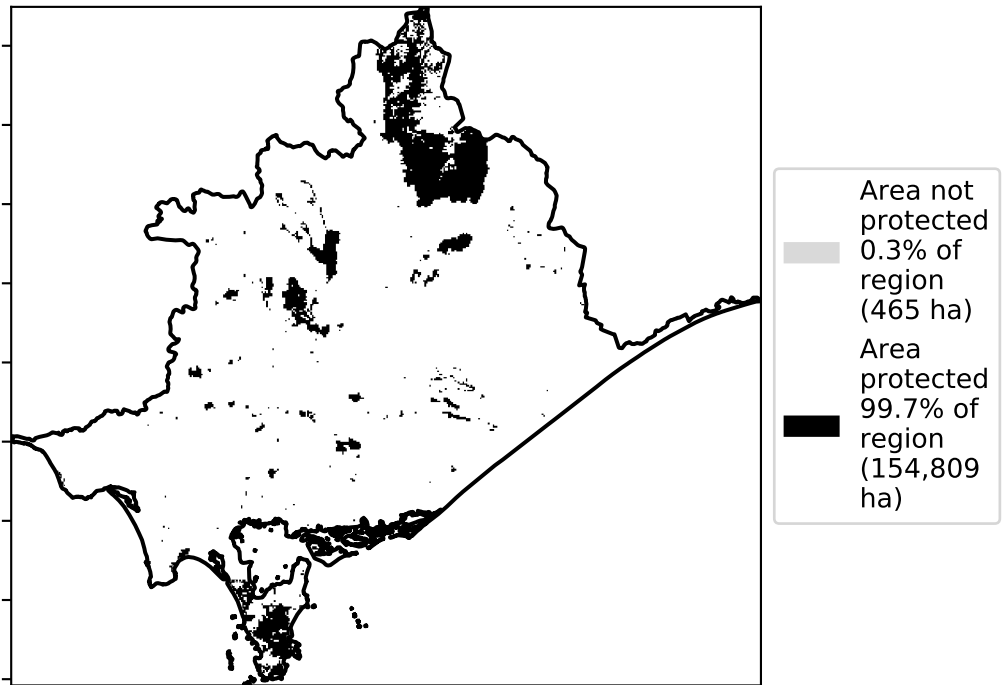 Area not
protected
0.3% of
region
(465 ha)
Area
protected
99.7% of
region
(154,809
ha)